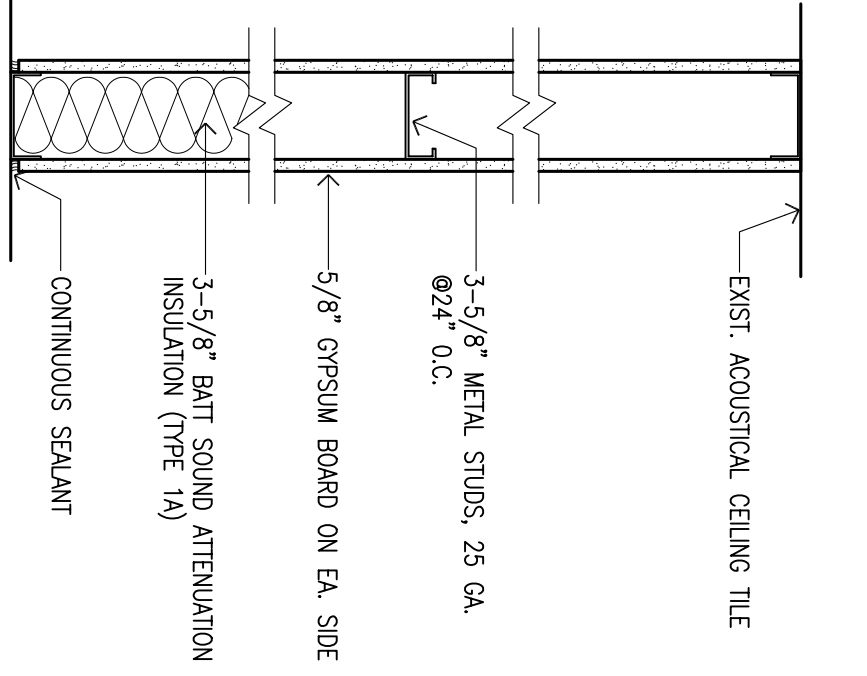 EXIST. ACOUSTICAL CEILING TILE
3-5/8" METAL STUDS, 25 GA.
@24" O.C.
5/8" GYPSUM BOARD ON EA. SIDE
3-5/8" BATT SOUND ATTENUATION
INSULATION (TYPE 1A)
CONTINUOUS SEALANT